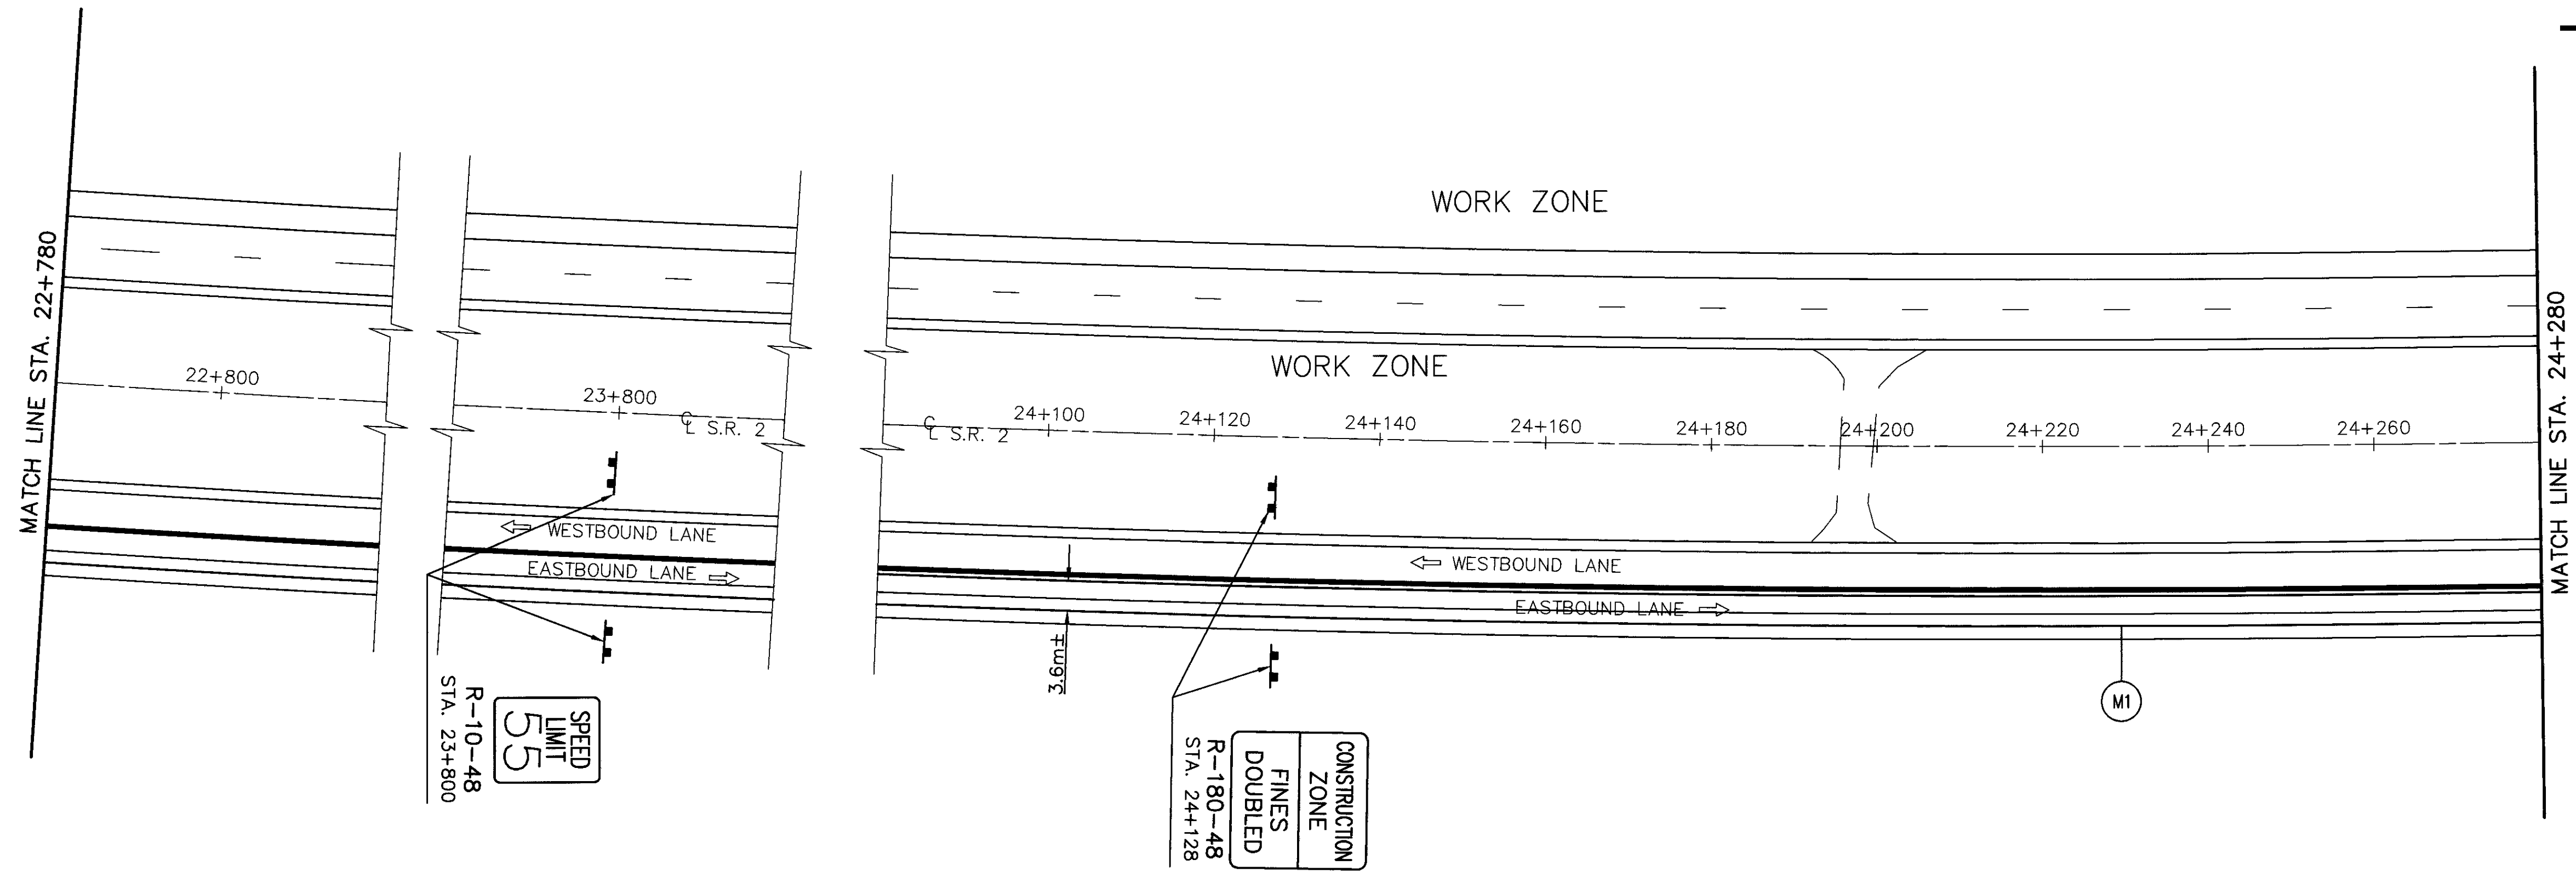 WORK ZONE
MATCH LINE STA. 22+780
MATCH LINE STA. 24+280
WORK ZONE
22+800
23+800
℄ S.R. 2
℄ S.R. 2
24+100
24+120
24+140
24+160
24+180
24+200
24+220
24+240
24+260
WESTBOUND LANE
EASTBOUND LANE
WESTBOUND LANE
EASTBOUND LANE
3.6m±
M1
SPEED
LIMIT
55
R-10-48
STA. 23+800
CONSTRUCTION
ZONE
FINES
DOUBLED
R-180-48
STA. 24+128